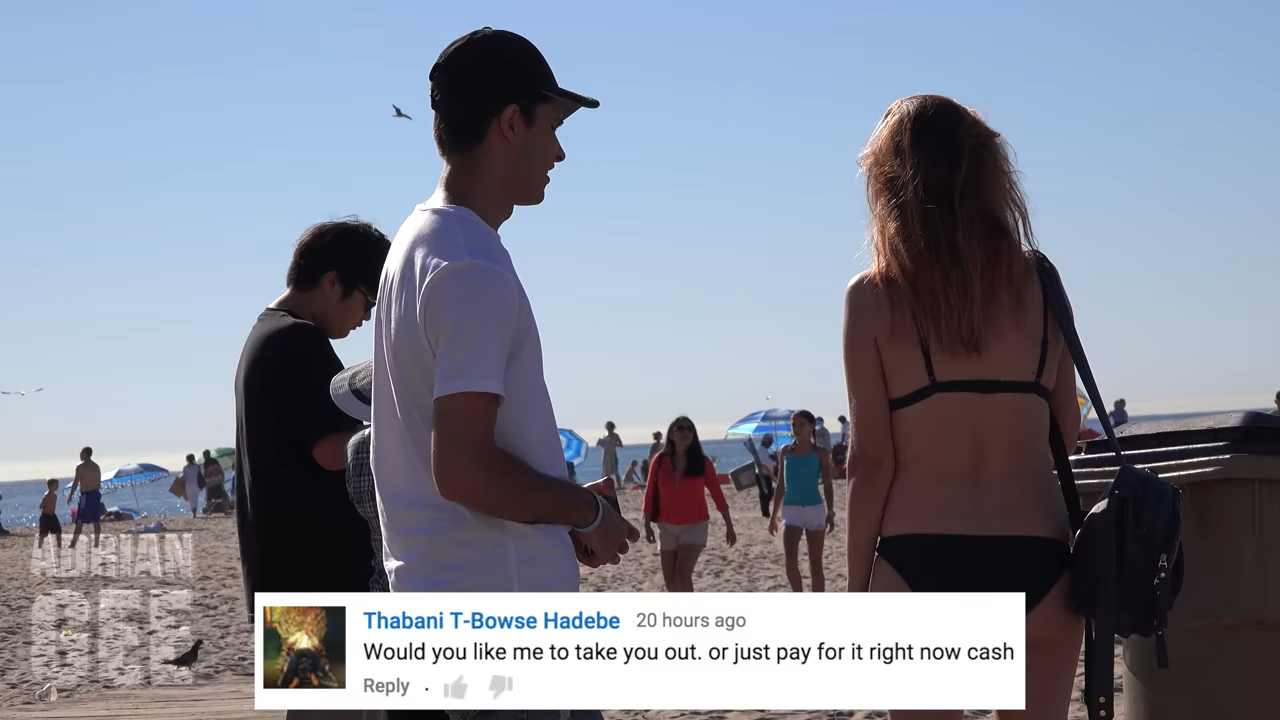 ADRIAN
GEE
Thabani T-Bowse Hadebe 20 hours ago
Would you like me to take you out. or just pay for it right now cash
Reply ·